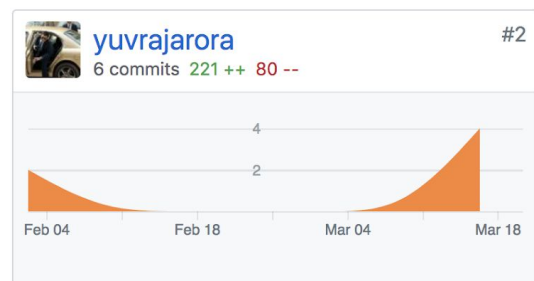 yuvrajarora #2
6 commits 221 ++ 80 --
4
2
Feb 04 Feb 18 Mar 04 Mar 18